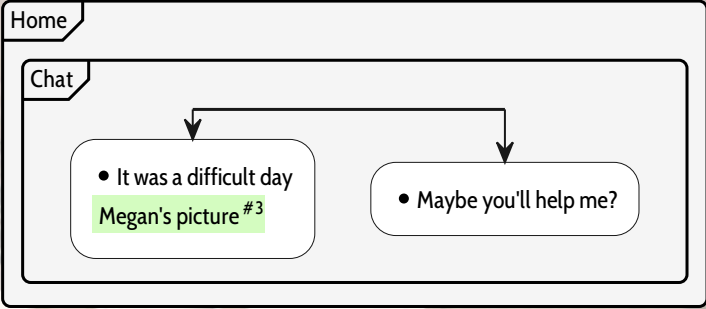 Home
Chat
• It was a difficult day
Megan's picture #3
• Maybe you'll help me?